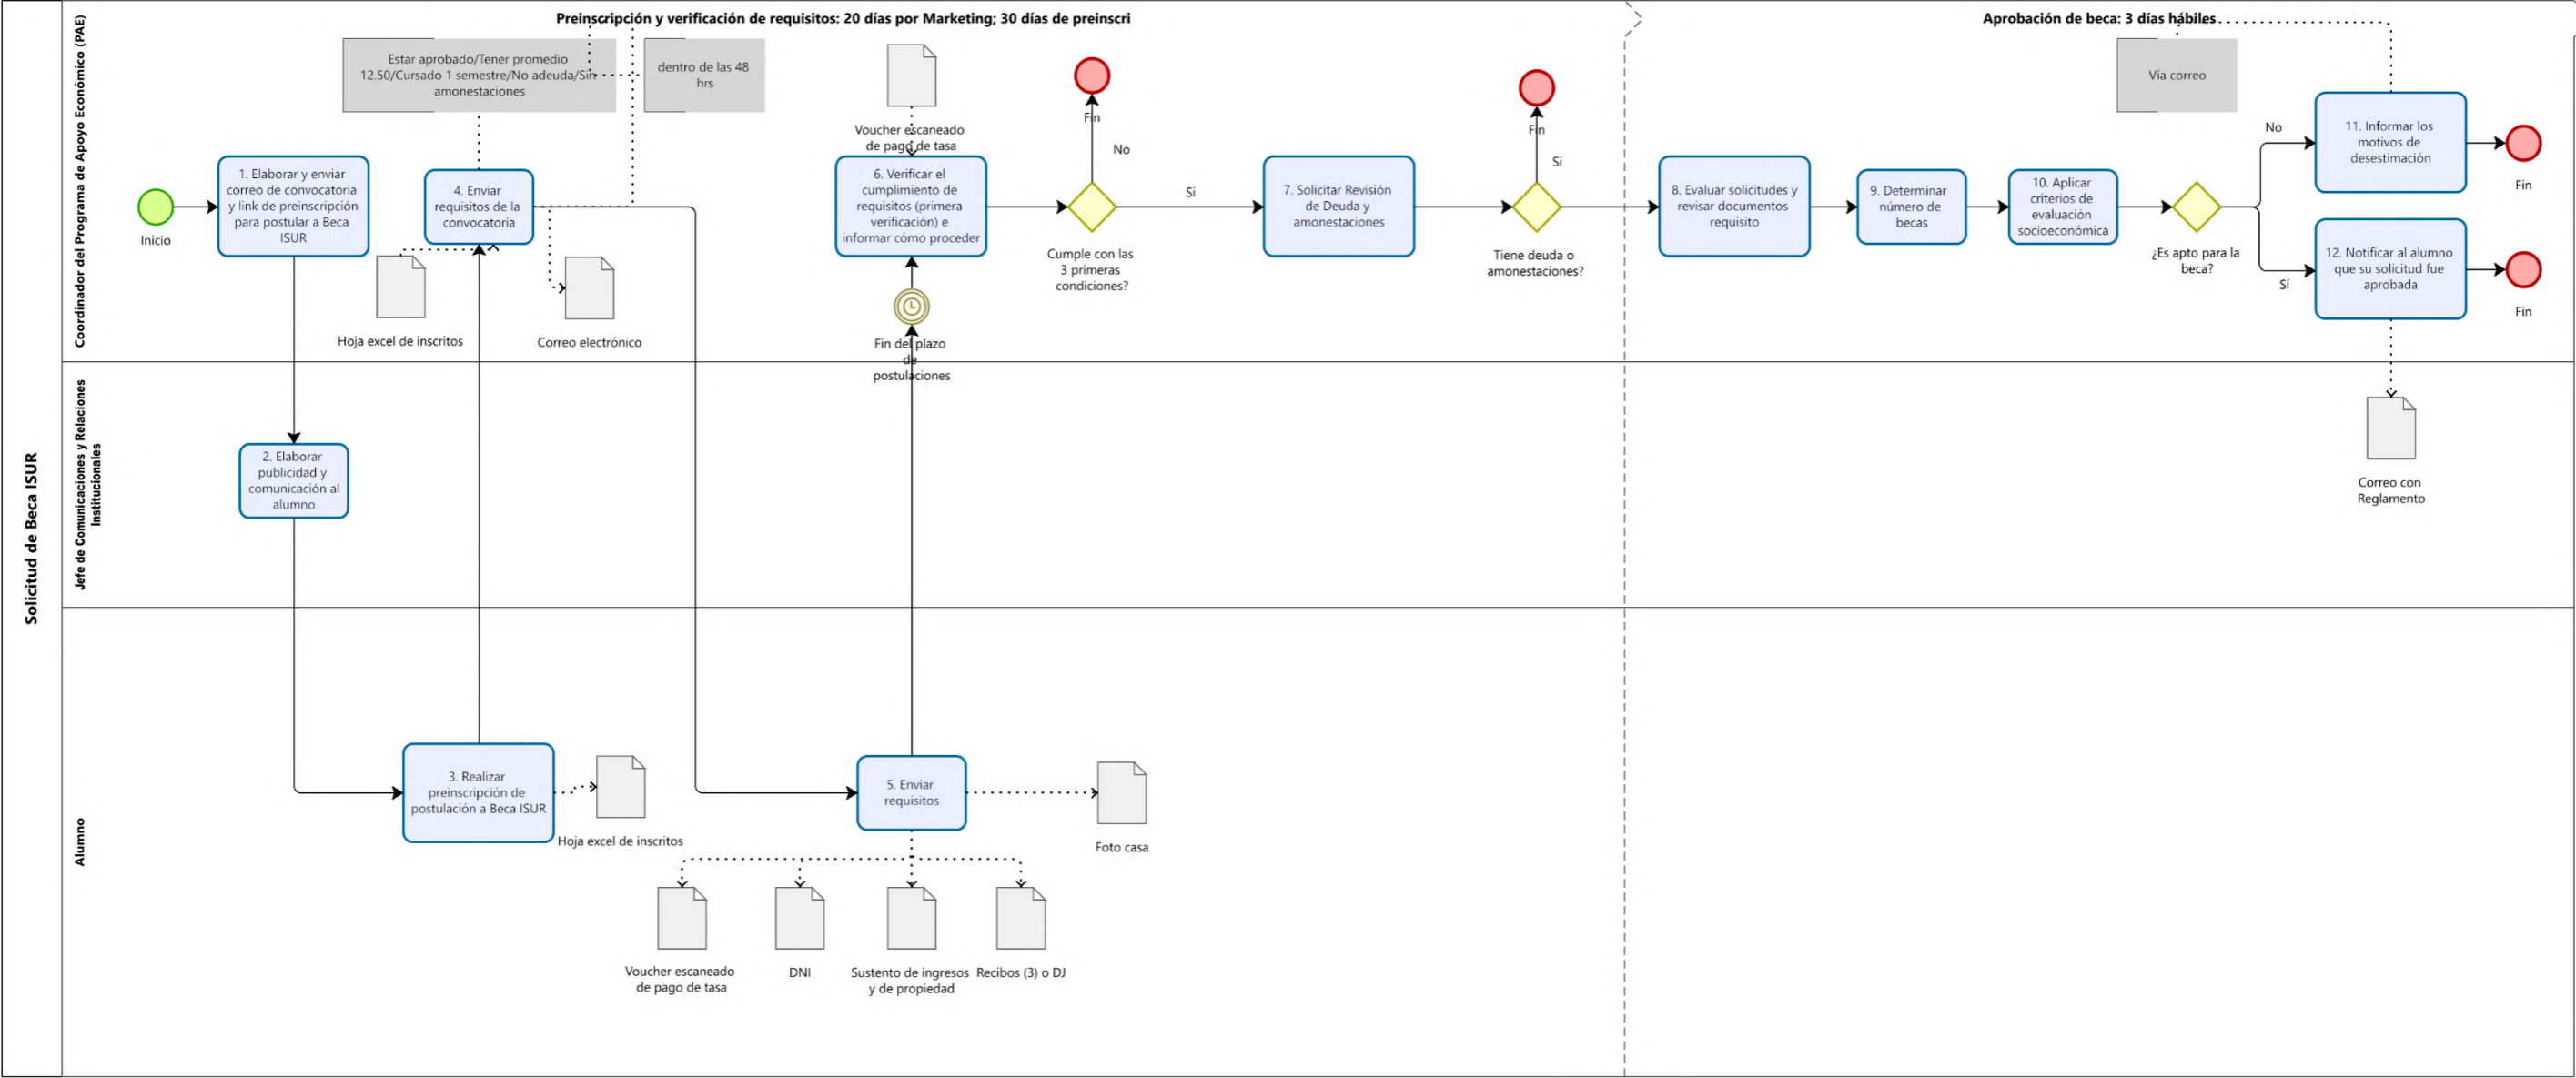 Solicitud de Beca ISUR
Coordinador del Programa de Apoyo Económico (PAE)
Preinscripción y verificación de requisitos: 20 días por Marketing; 30 días de preinscri
Aprobación de beca: 3 días hábiles
Estar aprobado/Tener promedio
12.50/Cursado 1 semestre/No adeuda/Sin
amonestaciones
dentro de las 48
hrs
Vía correo
Inicio
1. Elaborar y enviar
correo de convocatoria
y link de preinscripción
para postular a Beca
ISUR
4. Enviar
requisitos de la
convocatoria
Hoja excel de inscritos
Correo electrónico
Voucher escaneado
de pago de tasa
6. Verificar el
cumplimiento de
requisitos (primera
verificación) e
informar cómo proceder
Fin del plazo
de
postulaciones
Fin
No
Si
Cumple con las
3 primeras
condiciones?
7. Solicitar Revisión
de Deuda y
amonestaciones
Fin
Si
Tiene deuda o
amonestaciones?
8. Evaluar solicitudes y
revisar documentos
requisito
9. Determinar
número de
becas
10. Aplicar
criterios de
evaluación
socioeconómica
¿Es apto para la
beca?
No
Sí
11. Informar los
motivos de
desestimación
Fin
12. Notificar al alumno
que su solicitud fue
aprobada
Fin
Jefe de Comunicaciones y Relaciones
Institucionales
2. Elaborar
publicidad y
comunicación al
alumno
Correo con
Reglamento
Alumno
3. Realizar
preinscripción de
postulación a Beca ISUR
Hoja excel de inscritos
5. Enviar
requisitos
Foto casa
Voucher escaneado
de pago de tasa
DNI
Sustento de ingresos
y de propiedad
Recibos (3) o DJ